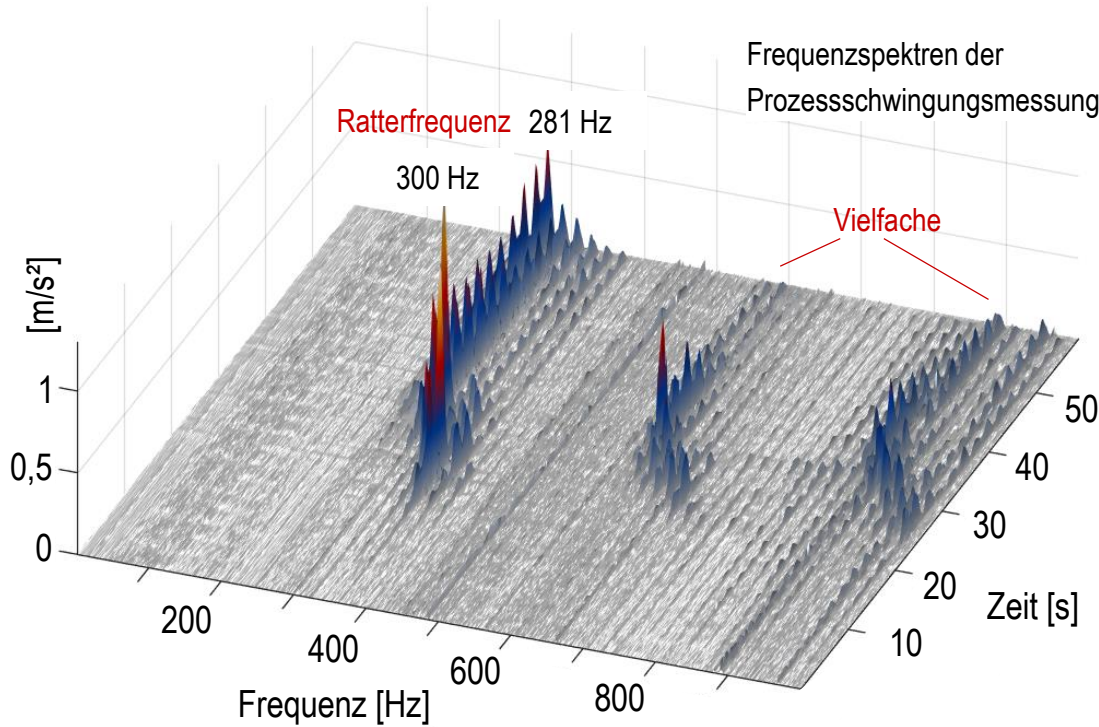 Frequenzspektren der
Prozessschwingungsmessung
Ratterfrequenz 281 Hz
300 Hz
Vielfache
[m/s²]
1
0,5
0
50
40
30
20
10
Zeit [s]
200
400
600
800
Frequenz [Hz]